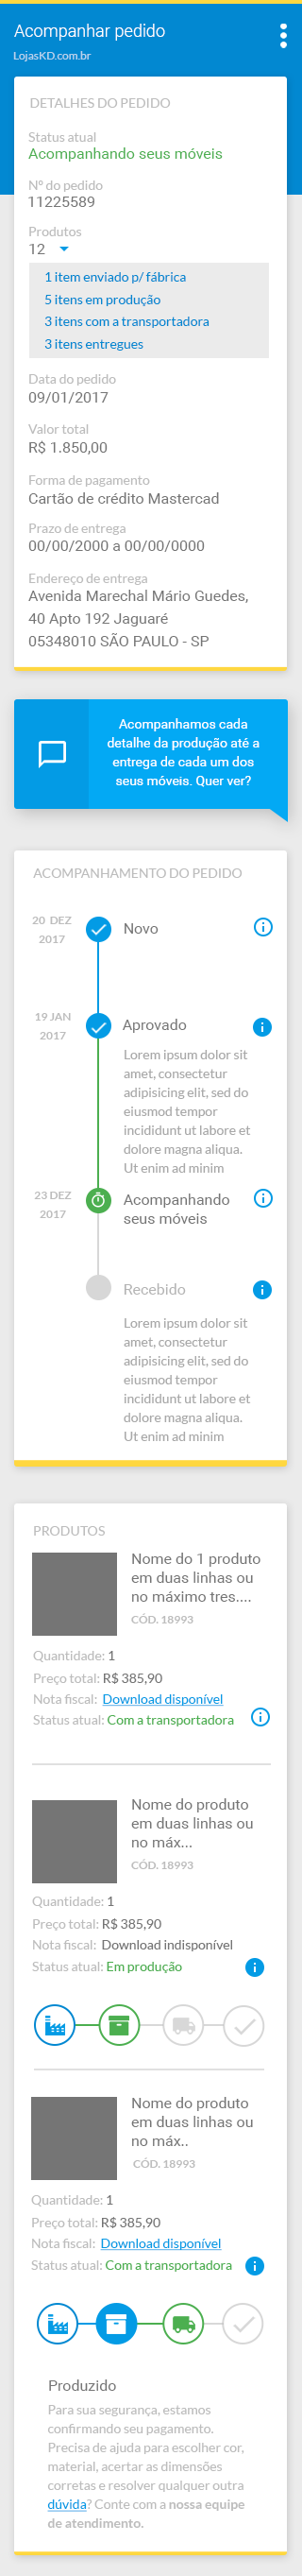 Acompanhar pedido
LojasKD.com.br
DETALHES DO PEDIDO
Status atual
Acompanhando seus móveis
Nº do pedido
11225589
Produtos
12
1 item enviado p/ fábrica
5 itens em produção
3 itens com a transportadora
3 itens entregues
Data do pedido
09/01/2017
Valor total
R$ 1.850,00
Forma de pagamento
Cartão de crédito Mastercad
Prazo de entrega
00/00/2000 a 00/00/0000
Endereço de entrega
Avenida Marechal Mário Guedes,
40 Apto 192 Jaguaré
05348010 SÃO PAULO - SP
Acompanhamos cada
detalhe da produção até a
entrega de cada um dos
seus móveis. Quer ver?
ACOMPANHAMENTO DO PEDIDO
20 DEZ
2017
Novo
19 JAN
2017
Aprovado
Lorem ipsum dolor sit
amet, consectetur
adipisicing elit, sed do
eiusmod tempor
incididunt ut labore et
dolore magna aliqua.
Ut enim ad minim
23 DEZ
2017
Acompanhando
seus móveis
Recebido
Lorem ipsum dolor sit
amet, consectetur
adipisicing elit, sed do
eiusmod tempor
incididunt ut labore et
dolore magna aliqua.
Ut enim ad minim
PRODUTOS
Nome do 1 produto
em duas linhas ou
no máximo tres....
CÓD. 18993
Quantidade: 1
Preço total: R$ 385,90
Nota fiscal: Download disponível
Status atual: Com a transportadora
Nome do produto
em duas linhas ou
no máx...
CÓD. 18993
Quantidade: 1
Preço total: R$ 385,90
Nota fiscal: Download indisponível
Status atual: Em produção
Nome do produto
em duas linhas ou
no máx..
CÓD. 18993
Quantidade: 1
Preço total: R$ 385,90
Nota fiscal: Download disponível
Status atual: Com a transportadora
Produzido
Para sua segurança, estamos
confirmando seu pagamento.
Precisa de ajuda para escolher cor,
material, acertar as dimensões
corretas e resolver qualquer outra
dúvida? Conte com a nossa equipe
de atendimento.